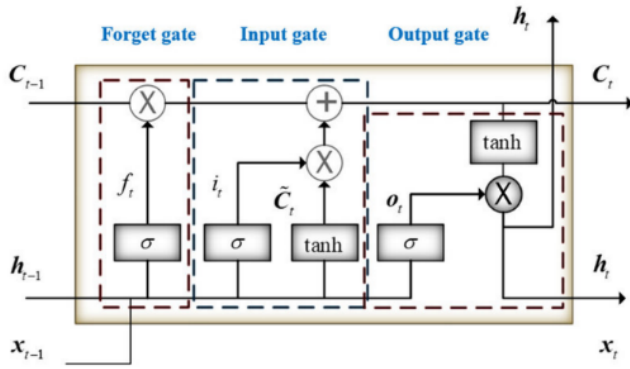 Forget gate Input gate Output gate h_t
C_{t-1} × + C_t
tanh
f_t i_t C̃_t × o_t ×
σ σ tanh σ
h_{t-1} h_t
x_{t-1} x_t